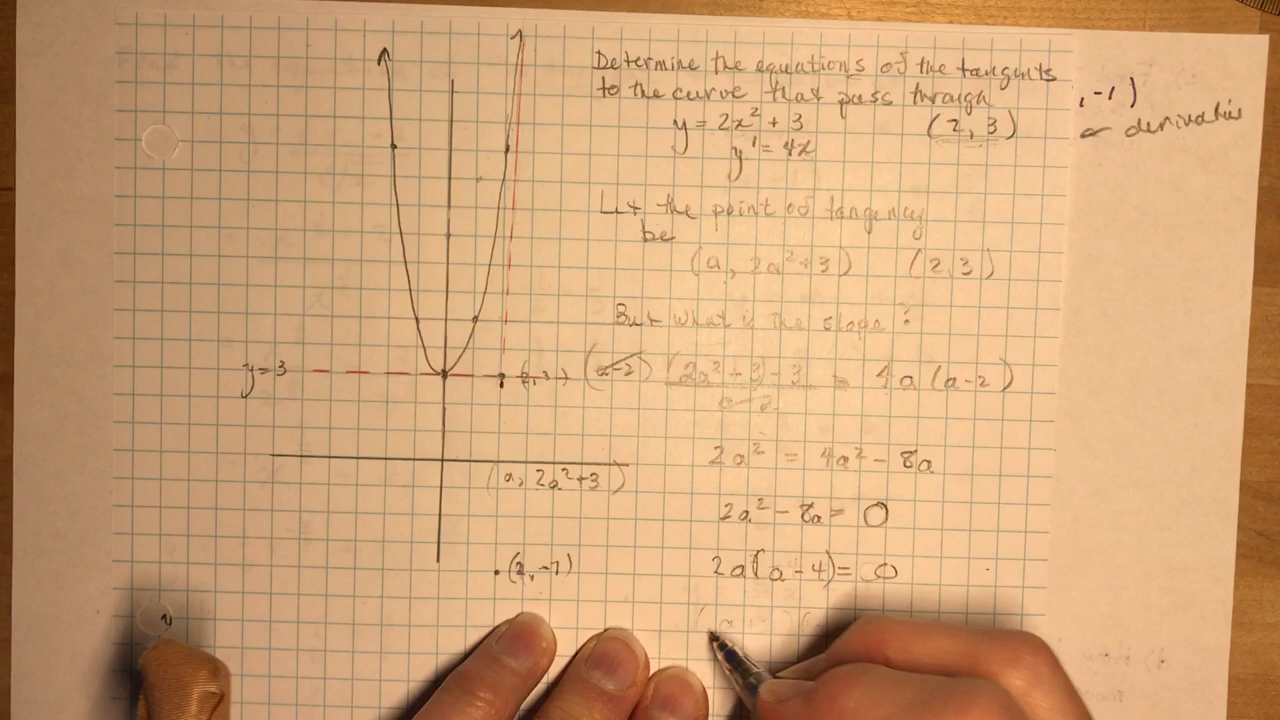 Determine the equations of the tangents
to the curve that pass through
y = 2x² + 3 (2, 3)
y' = 4x
, -1)
or derivative
Let the point of tangency
be
(a, 2a² + 3) (2, 3)
But what is the slope?
y = 3
(2, 3)
(a-2) (2a² + 3) - 3 = 4a (a-2)
a - 2
2a² = 4a² - 8a
(a, 2a² + 3)
2a² - 8a = 0
2a(a - 4) = 0
.(2, -7)